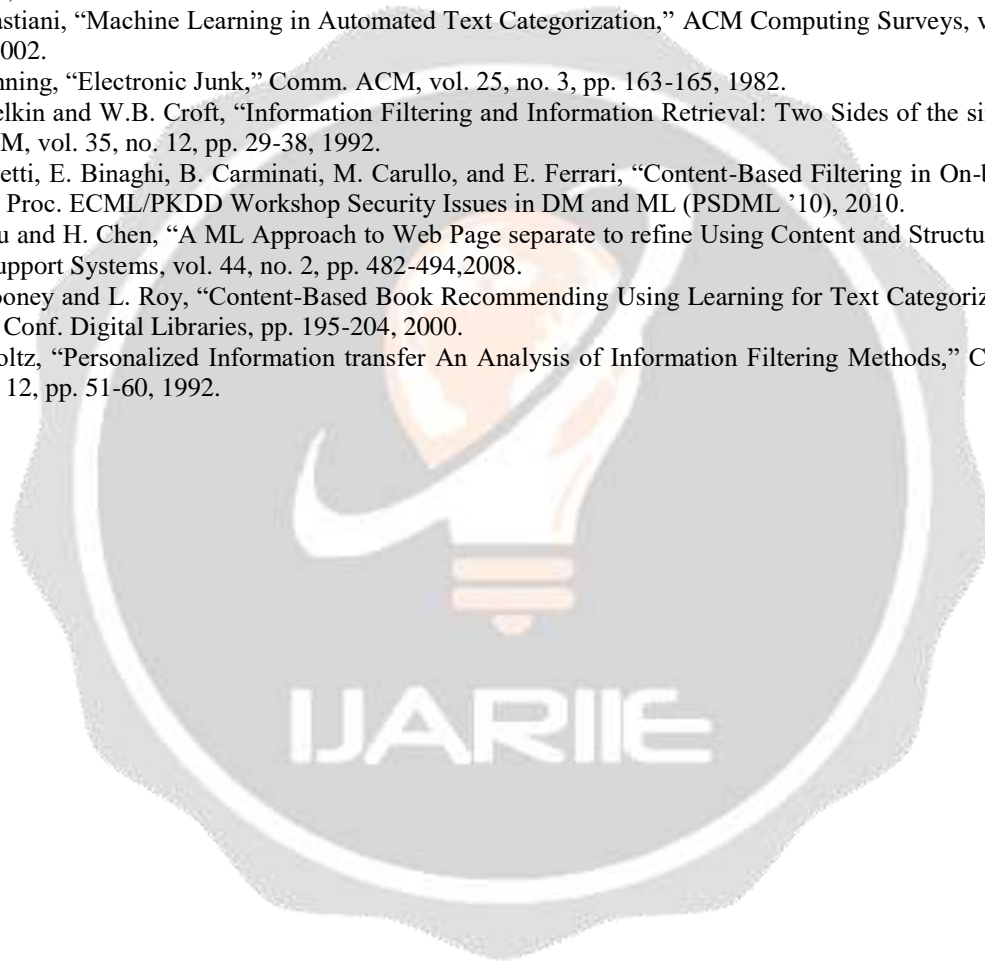 astiani, “Machine Learning in Automated Text Categorization,” ACM Computing Surveys, v
002.
nning, “Electronic Junk,” Comm. ACM, vol. 25, no. 3, pp. 163-165, 1982.
elkin and W.B. Croft, “Information Filtering and Information Retrieval: Two Sides of the si
M, vol. 35, no. 12, pp. 29-38, 1992.
etti, E. Binaghi, B. Carminati, M. Carullo, and E. Ferrari, “Content-Based Filtering in On-l
Proc. ECML/PKDD Workshop Security Issues in DM and ML (PSDML ’10), 2010.
u and H. Chen, “A ML Approach to Web Page separate to refine Using Content and Structu
upport Systems, vol. 44, no. 2, pp. 482-494,2008.
ooney and L. Roy, “Content-Based Book Recommending Using Learning for Text Categoriz
Conf. Digital Libraries, pp. 195-204, 2000.
oltz, “Personalized Information transfer An Analysis of Information Filtering Methods,” C
12, pp. 51-60, 1992.
IJARIIE